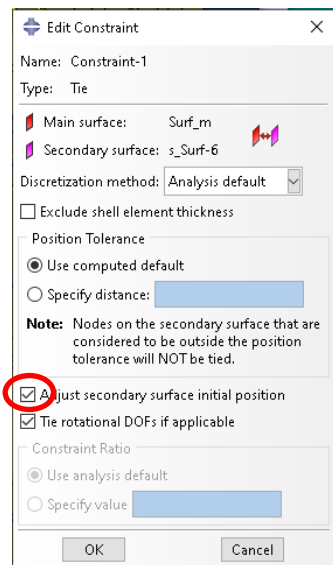 Edit Constraint
Name: Constraint-1
Type: Tie
Main surface: Surf_m
Secondary surface: s_Surf-6
Discretization method: Analysis default
Exclude shell element thickness
Position Tolerance
Use computed default
Specify distance:
Note: Nodes on the secondary surface that are
considered to be outside the position
tolerance will NOT be tied.
Adjust secondary surface initial position
Tie rotational DOFs if applicable
Constraint Ratio
Use analysis default
Specify value
OK Cancel